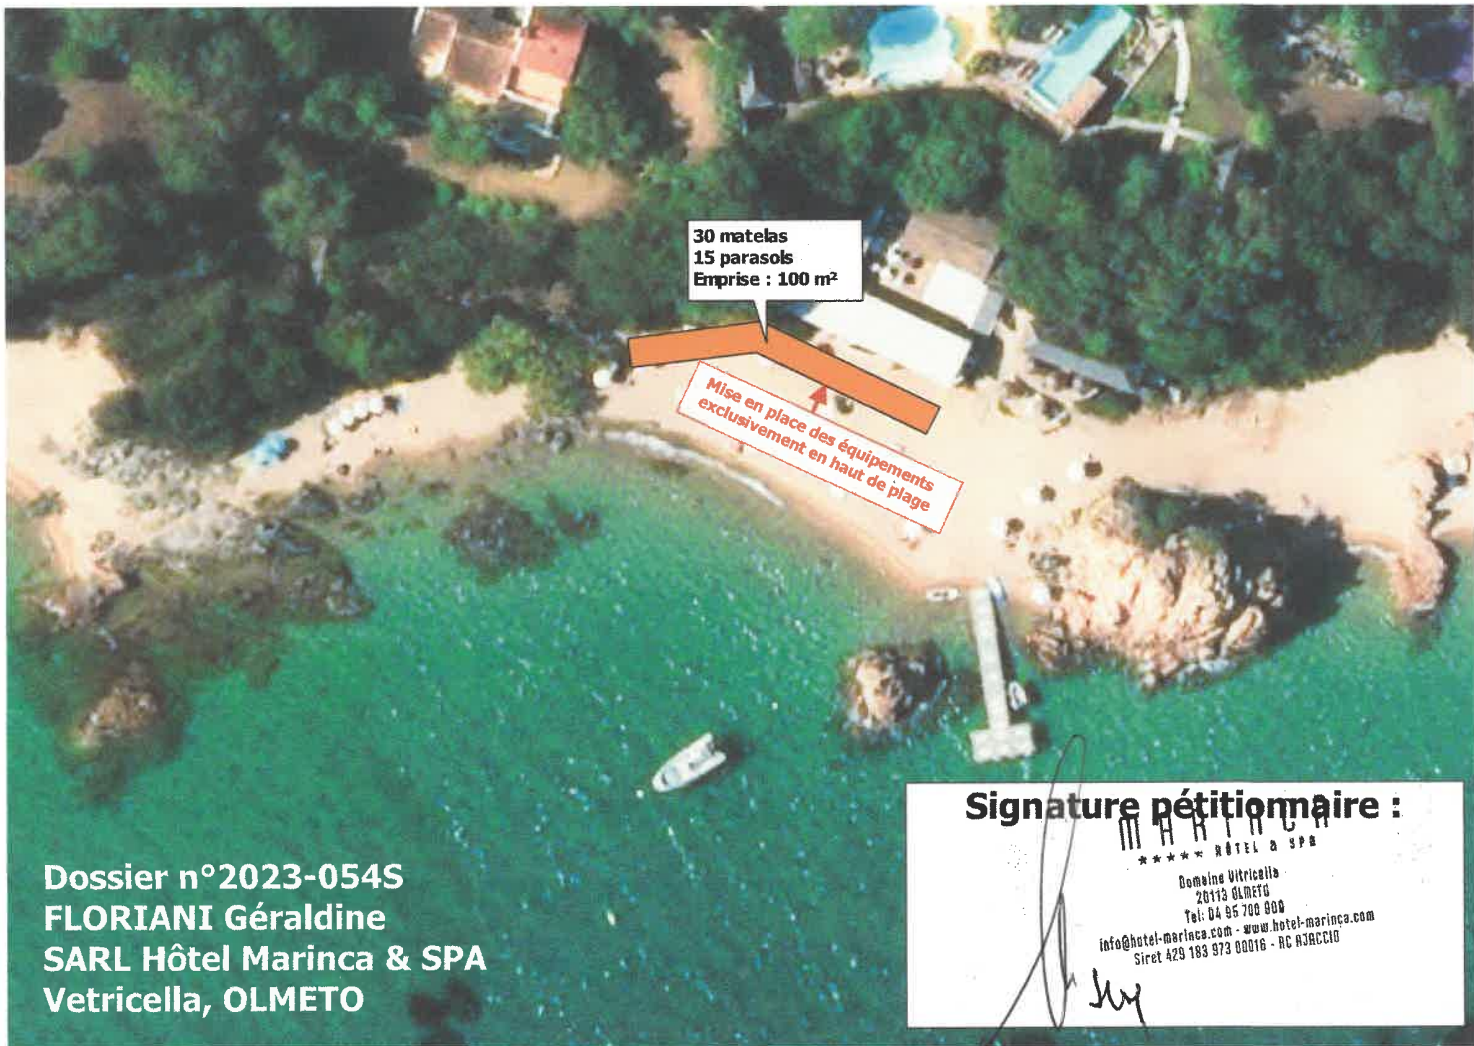 30 matelas
15 parasols
Emprise : 100 m²
Mise en place des équipements
exclusivement en haut de plage
Signature pétitionnaire :
MARINCA
***** HÔTEL & SPA
Domaine Vitricella
20113 OLMETO
Tel: 04 95 700 900
info@hotel-marinca.com - www.hotel-marinca.com
Siret 429 183 973 00016 - RC AJACCIO
Dossier n°2023-054S
FLORIANI Géraldine
SARL Hôtel Marinca & SPA
Vetricella, OLMETO